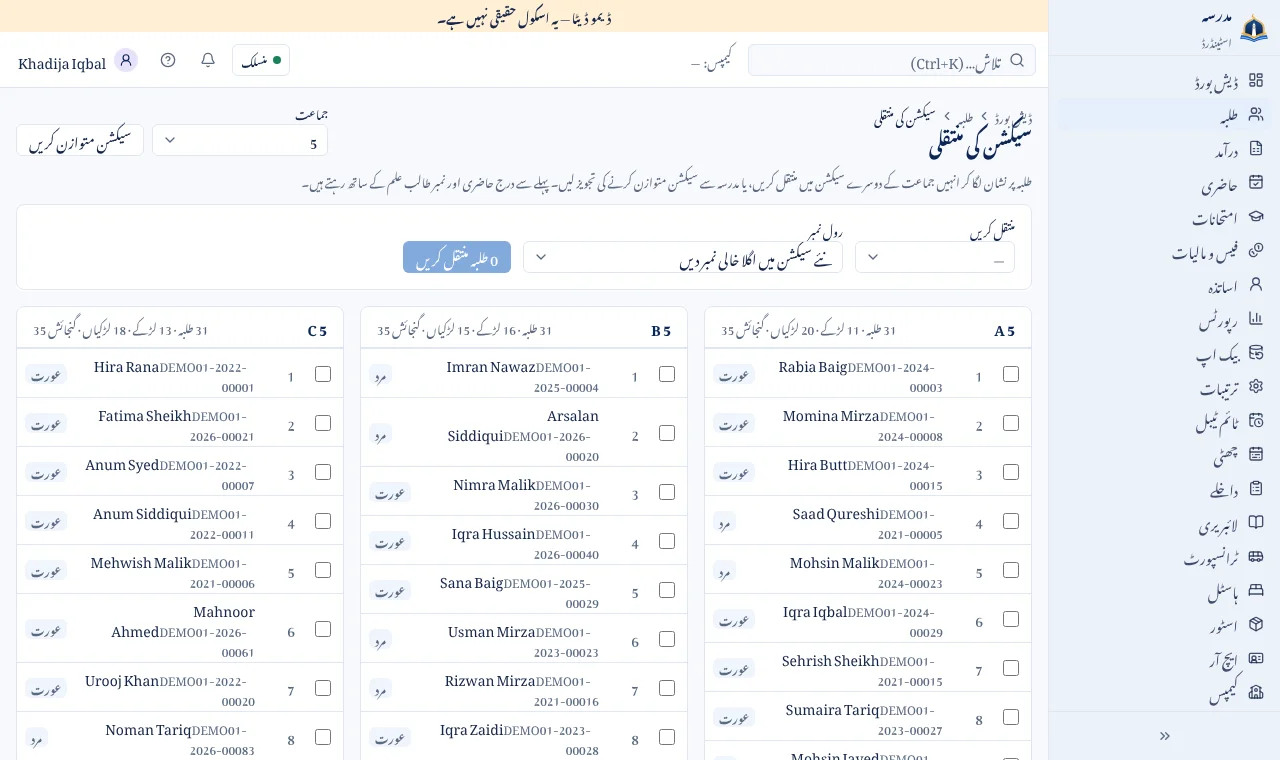 ڈیمو ڈیٹا — یہ اسکول حقیقی نہیں ہے۔
مدرسہ
اسٹینڈرڈ
تلاش... (Ctrl+K)
کیمپس: —
منسلک
Khadija Iqbal
ڈیش بورڈ
طلبہ
درآمد
حاضری
امتحانات
فیس و مالیات
اساتذہ
رپورٹس
بیک اپ
ترتیبات
ٹائم ٹیبل
چھٹی
داخلے
لائبریری
ٹرانسپورٹ
ہاسٹل
اسٹور
ایچ آر
کیمپس
ڈیش بورڈ › طلبہ › سیکشن کی منتقلی
سیکشن کی منتقلی
جماعت
5
سیکشن متوازن کریں
طلبہ پر نشان لگا کر انہیں جماعت کے دوسرے سیکشن میں منتقل کریں، یا مدرسہ سے سیکشن متوازن کرنے کی تجویز لیں۔ پہلے سے درج حاضری اور نمبر طالب علم کے ساتھ رہتے ہیں۔
منتقل کریں
—
رول نمبر
نئے سیکشن میں اگلا خالی نمبر دیں
0 طلبہ منتقل کریں
5 A
31 طلبہ · 11 لڑکے · 20 لڑکیاں · گنجائش 35
1 Rabia Baig DEMO01-2024-00003 عورت
2 Momina Mirza DEMO01-2024-00008 عورت
3 Hira Butt DEMO01-2024-00015 عورت
4 Saad Qureshi DEMO01-2021-00005 مرد
5 Mohsin Malik DEMO01-2024-00023 مرد
6 Iqra Iqbal DEMO01-2024-00029 عورت
7 Sehrish Sheikh DEMO01-2021-00015 عورت
8 Sumaira Tariq DEMO01-2023-00027 عورت
Mohsin Javed DEMO01-
5 B
31 طلبہ · 16 لڑکے · 15 لڑکیاں · گنجائش 35
1 Imran Nawaz DEMO01-2025-00004 مرد
2 Arsalan Siddiqui DEMO01-2026-00020 مرد
3 Nimra Malik DEMO01-2026-00030 عورت
4 Iqra Hussain DEMO01-2026-00040 عورت
5 Sana Baig DEMO01-2025-00029 عورت
6 Usman Mirza DEMO01-2023-00023 مرد
7 Rizwan Mirza DEMO01-2021-00016 مرد
8 Iqra Zaidi DEMO01-2023-00028 عورت
5 C
31 طلبہ · 13 لڑکے · 18 لڑکیاں · گنجائش 35
1 Hira Rana DEMO01-2022-00001 عورت
2 Fatima Sheikh DEMO01-2026-00021 عورت
3 Anum Syed DEMO01-2022-00007 عورت
4 Anum Siddiqui DEMO01-2022-00011 عورت
5 Mehwish Malik DEMO01-2021-00006 عورت
6 Mahnoor Ahmed DEMO01-2026-00061 عورت
7 Urooj Khan DEMO01-2022-00020 عورت
8 Noman Tariq DEMO01-2026-00083 مرد